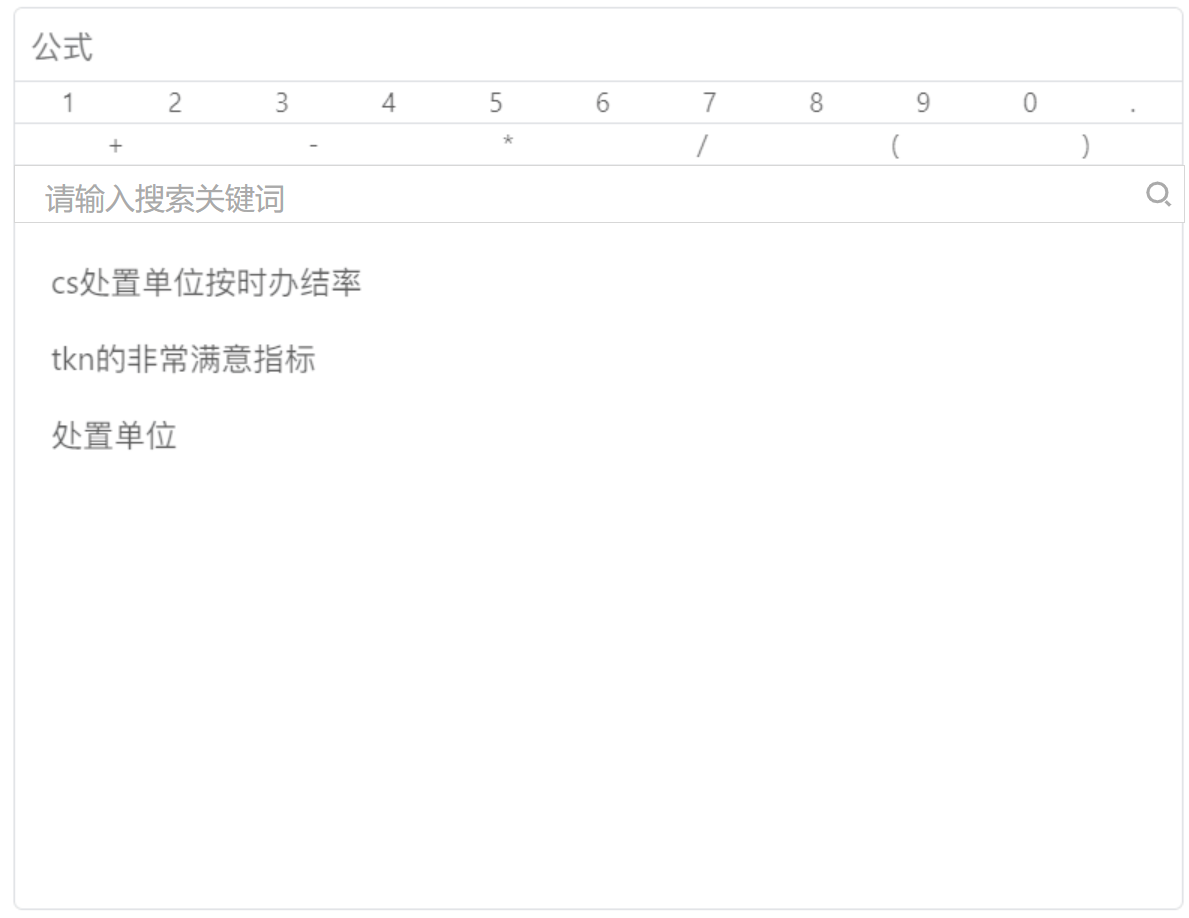 公式
1 2 3 4 5 6 7 8 9 0 .
+ - * / ( )
请输入搜索关键词
cs处置单位按时办结率
tkn的非常满意指标
处置单位